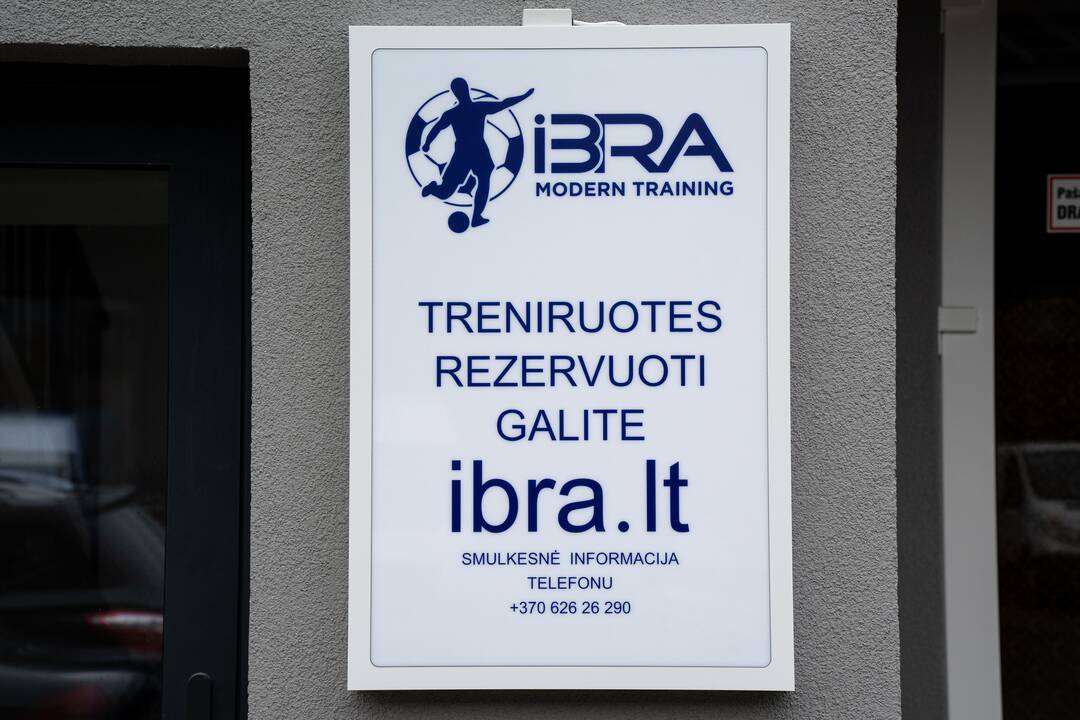 iBRA
MODERN TRAINING
TRENIRUOTES
REZERVUOTI
GALITE
ibra.lt
SMULKESNĖ INFORMACIJA
TELEFONU
+370 626 26 290